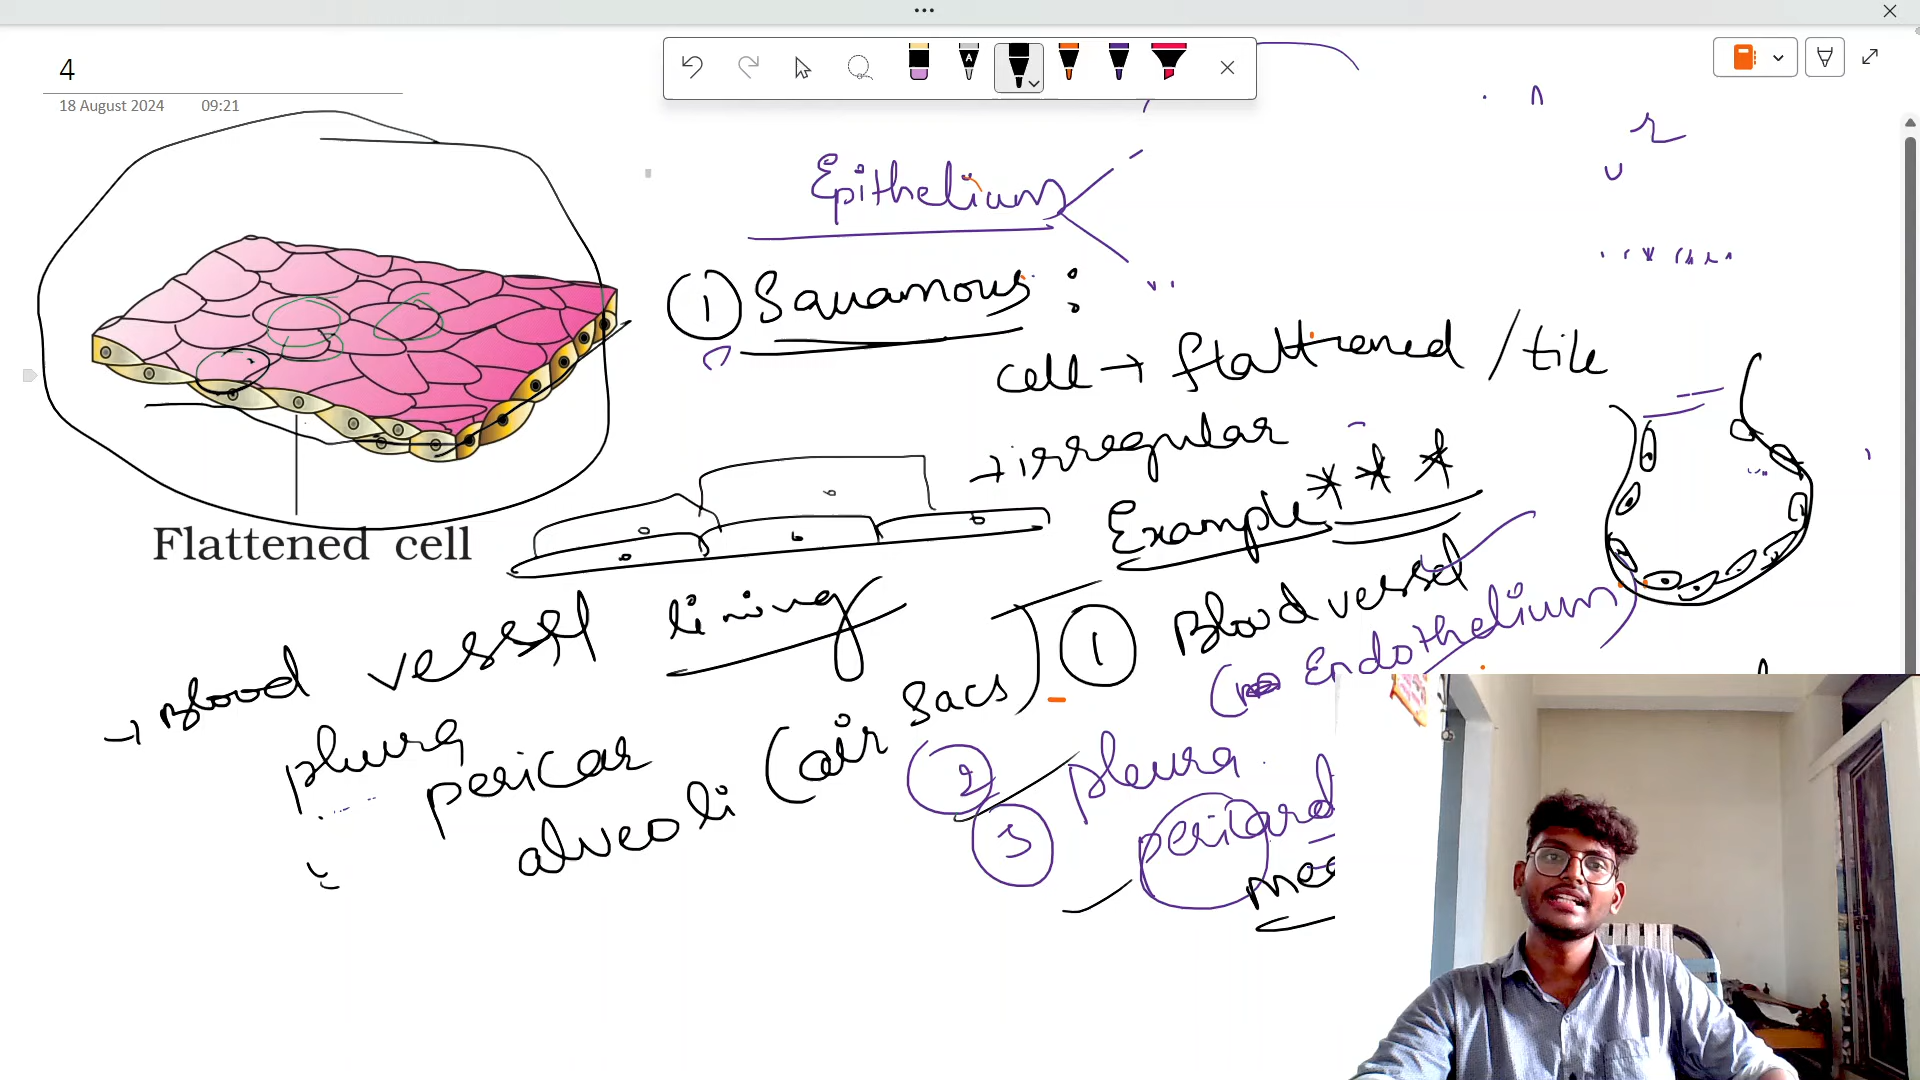 4
18 August 2024 09:21
A
Epithelium
① Squamous :
cell → flattened / tile
→ irregular
Example * * *
Flattened cell
① Blood vessel
(Endothelium)
→ Blood vessel lining
plura
pericar
alveoli (air sacs)
② pleura
③ pericard